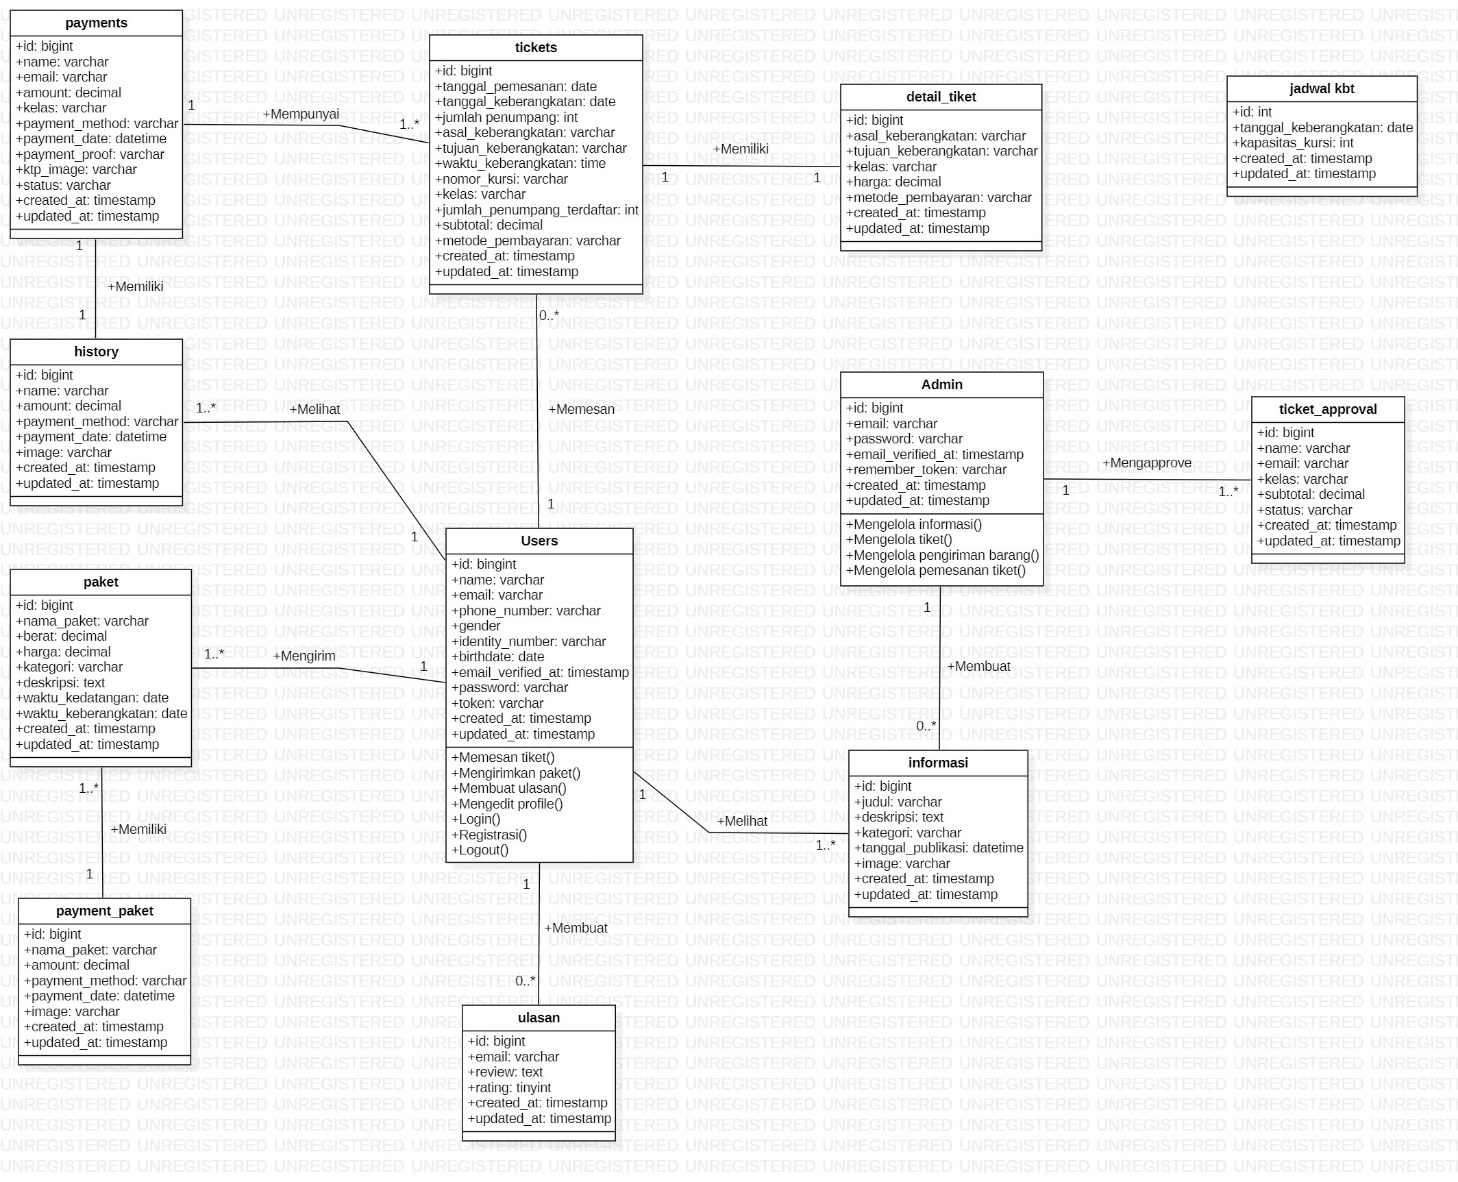 payments
+id: bigint
+name: varchar
+email: varchar
+amount: decimal
+kelas: varchar
+payment_method: varchar
+payment_date: datetime
+payment_proof: varchar
+ktp_image: varchar
+status: varchar
+created_at: timestamp
+updated_at: timestamp
1
+Mempunyai
1..*
tickets
+id: bigint
+tanggal_pemesanan: date
+tanggal_keberangkatan: date
+jumlah penumpang: int
+asal_keberangkatan: varchar
+tujuan_keberangkatan: varchar
+waktu_keberangkatan: time
+nomor_kursi: varchar
+kelas: varchar
+jumlah_penumpang_terdaftar: int
+subtotal: decimal
+metode_pembayaran: varchar
+created_at: timestamp
+updated_at: timestamp
+Memiliki
1
1
detail_tiket
+id: bigint
+asal_keberangkatan: varchar
+tujuan_keberangkatan: varchar
+kelas: varchar
+harga: decimal
+metode_pembayaran: varchar
+created_at: timestamp
+updated_at: timestamp
jadwal kbt
+id: int
+tanggal_keberangkatan: date
+kapasitas_kursi: int
+created_at: timestamp
+updated_at: timestamp
1
+Memiliki
1
history
+id: bigint
+name: varchar
+amount: decimal
+payment_method: varchar
+payment_date: datetime
+image: varchar
+created_at: timestamp
+updated_at: timestamp
1..*
+Melihat
1
0..*
+Memesan
1
Admin
+id: bigint
+email: varchar
+password: varchar
+email_verified_at: timestamp
+remember_token: varchar
+created_at: timestamp
+updated_at: timestamp
+Mengelola informasi()
+Mengelola tiket()
+Mengelola pengiriman barang()
+Mengelola pemesanan tiket()
+Mengapprove
1
1..*
ticket_approval
+id: bigint
+name: varchar
+email: varchar
+kelas: varchar
+subtotal: decimal
+status: varchar
+created_at: timestamp
+updated_at: timestamp
Users
+id: bingint
+name: varchar
+email: varchar
+phone_number: varchar
+gender
+identity_number: varchar
+birthdate: date
+email_verified_at: timestamp
+password: varchar
+token: varchar
+created_at: timestamp
+updated_at: timestamp
+Memesan tiket()
+Mengirimkan paket()
+Membuat ulasan()
+Mengedit profile()
+Login()
+Registrasi()
+Logout()
paket
+id: bigint
+nama_paket: varchar
+berat: decimal
+harga: decimal
+kategori: varchar
+deskripsi: text
+waktu_kedatangan: date
+waktu_keberangkatan: date
+created_at: timestamp
+updated_at: timestamp
1..*
+Mengirim
1
1..*
+Memiliki
1
payment_paket
+id: bigint
+nama_paket: varchar
+amount: decimal
+payment_method: varchar
+payment_date: datetime
+image: varchar
+created_at: timestamp
+updated_at: timestamp
1
+Membuat
0..*
informasi
+id: bigint
+judul: varchar
+deskripsi: text
+kategori: varchar
+tanggal_publikasi: datetime
+image: varchar
+created_at: timestamp
+updated_at: timestamp
1
+Melihat
1..*
1
+Membuat
0..*
ulasan
+id: bigint
+email: varchar
+review: text
+rating: tinyint
+created_at: timestamp
+updated_at: timestamp
UNREGISTERED